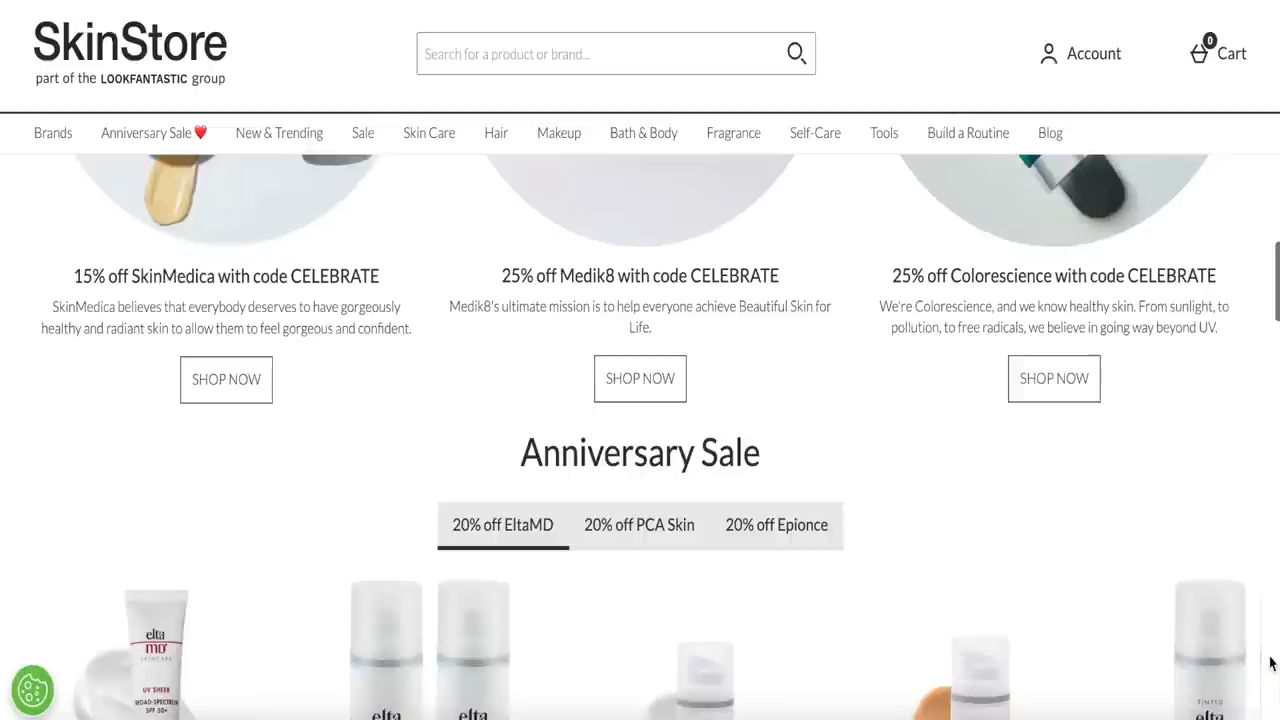 SkinStore
part of the LOOKFANTASTIC group
Search for a product or brand...
Account
0
Cart
Brands
Anniversary Sale❤️
New & Trending
Sale
Skin Care
Hair
Makeup
Bath & Body
Fragrance
Self-Care
Tools
Build a Routine
Blog
15% off SkinMedica with code CELEBRATE
SkinMedica believes that everybody deserves to have gorgeously
healthy and radiant skin to allow them to feel gorgeous and confident.
SHOP NOW
25% off Medik8 with code CELEBRATE
Medik8's ultimate mission is to help everyone achieve Beautiful Skin for
Life.
SHOP NOW
25% off Colorescience with code CELEBRATE
We're Colorescience, and we know healthy skin. From sunlight, to
pollution, to free radicals, we believe in going way beyond UV.
SHOP NOW
Anniversary Sale
20% off EltaMD
20% off PCA Skin
20% off Epionce
elta
MD
SKINCARE
UV SHEER
BROAD-SPECTRUM
SPF 50+
elta
elta
TINTED
elta